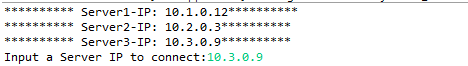 ********** Server1-IP: 10.1.0.12**********
********** Server2-IP: 10.2.0.3**********
********** Server3-IP: 10.3.0.9**********
Input a Server IP to connect:10.3.0.9